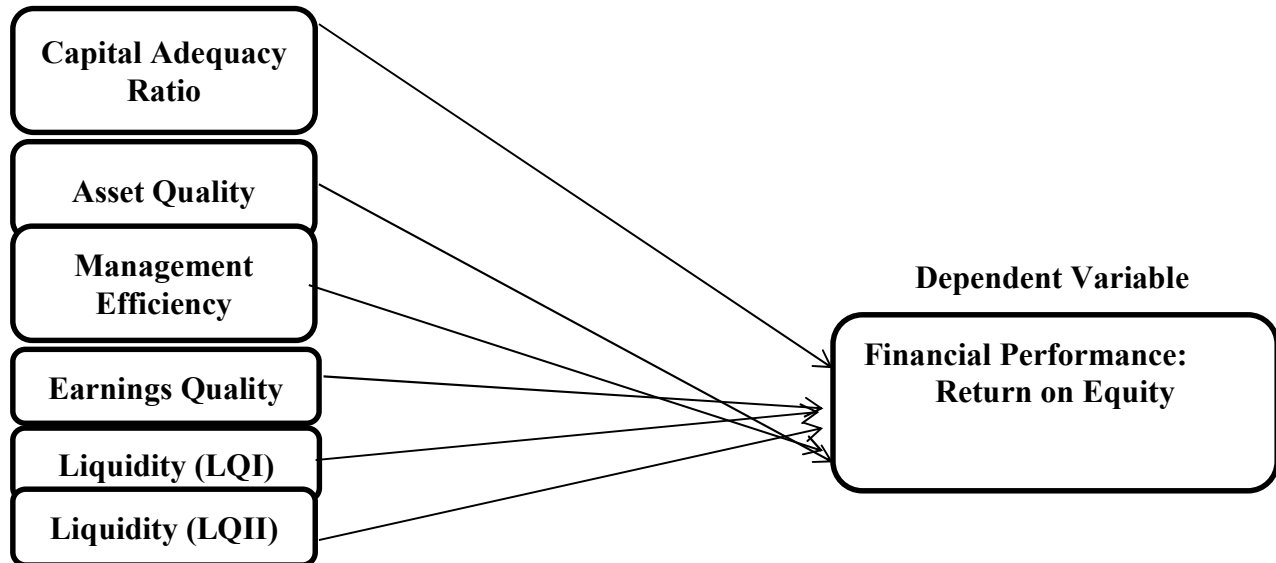 Capital Adequacy
Ratio
Asset Quality
Management
Efficiency
Earnings Quality
Liquidity (LQI)
Liquidity (LQII)
Dependent Variable
Financial Performance:
Return on Equity